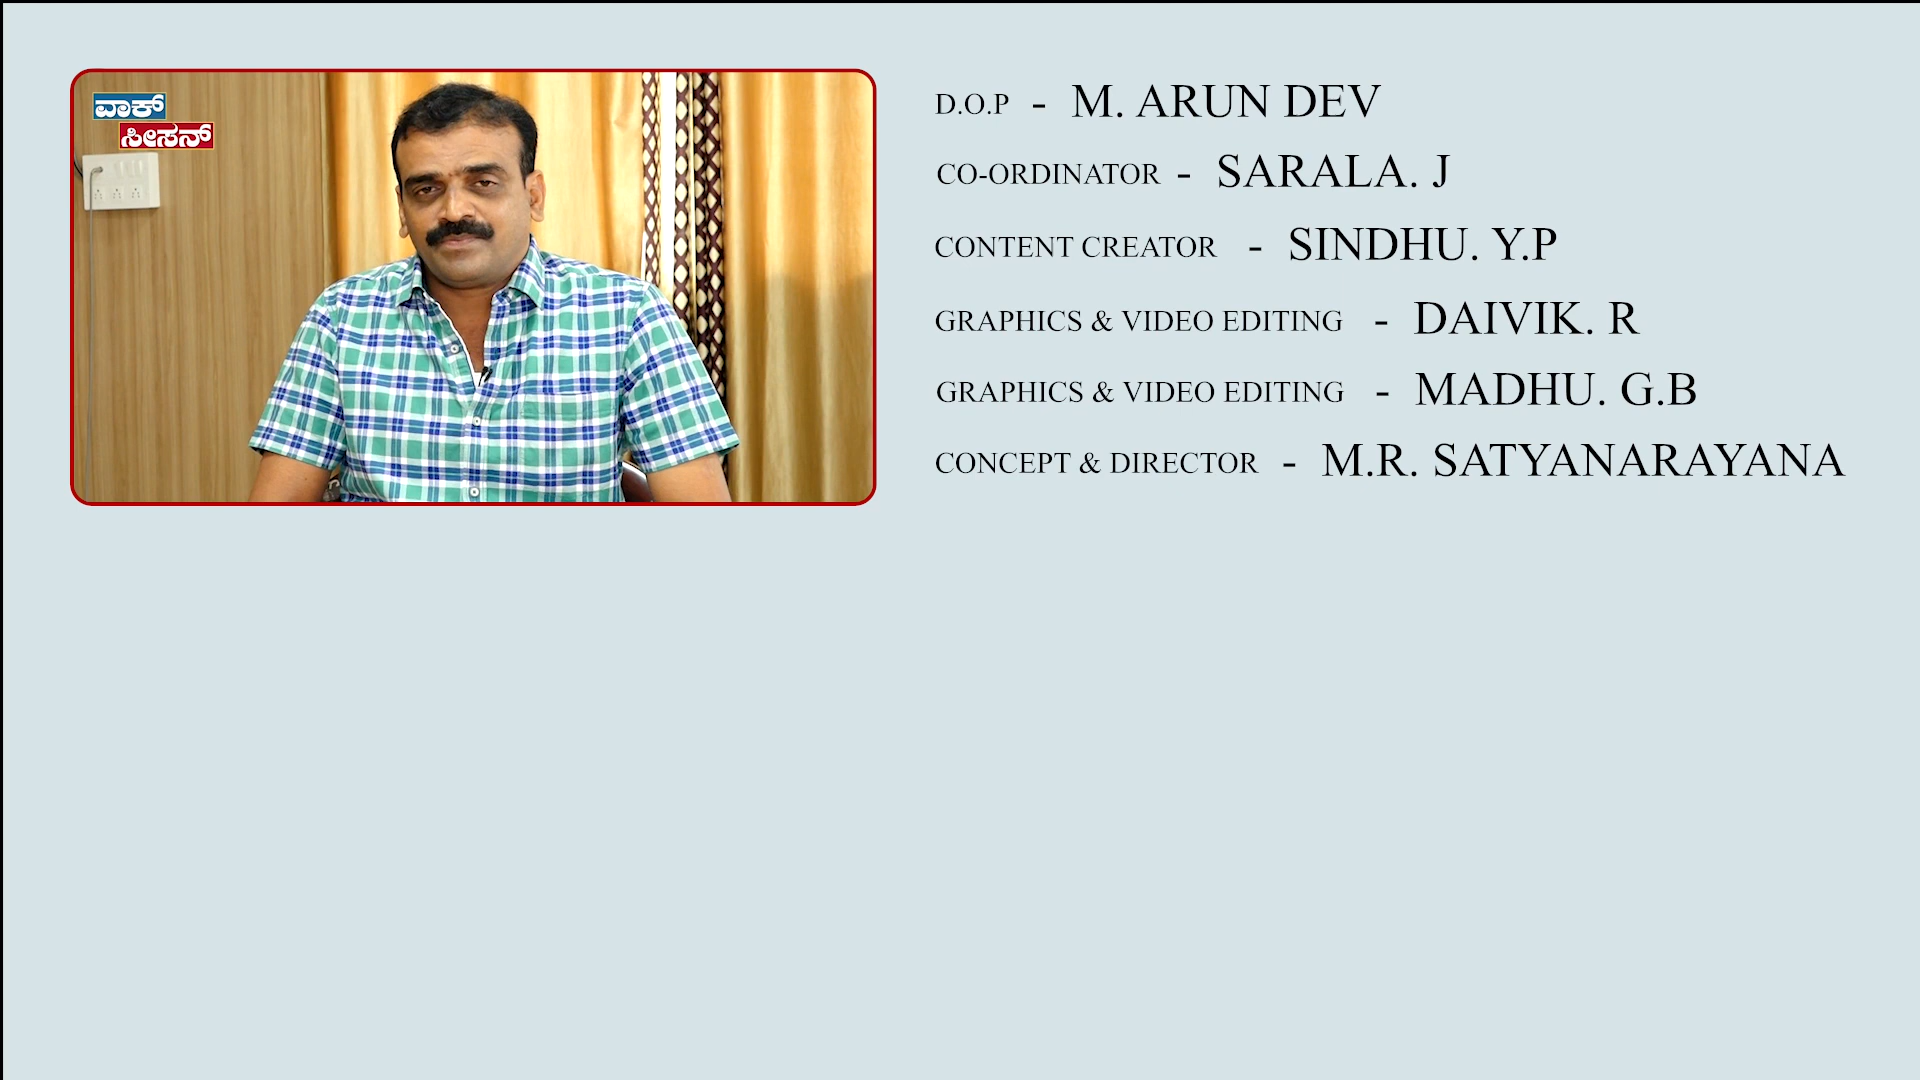 ವಾಕ್
ಸೀಸನ್
D.O.P - M. ARUN DEV
CO-ORDINATOR - SARALA. J
CONTENT CREATOR - SINDHU. Y.P
GRAPHICS & VIDEO EDITING - DAIVIK. R
GRAPHICS & VIDEO EDITING - MADHU. G.B
CONCEPT & DIRECTOR - M.R. SATYANARAYANA